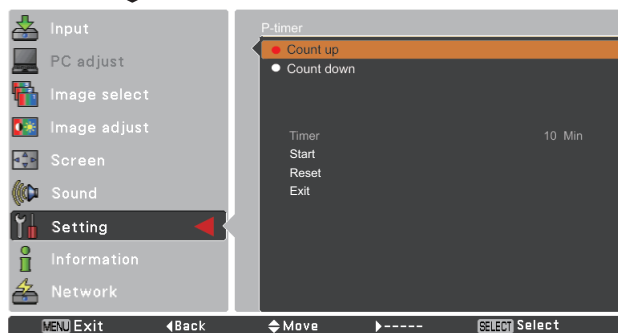 Input
PC adjust
Image select
Image adjust
Screen
Sound
Setting
Information
Network
P-timer
Count up
Count down
Timer 10 Min
Start
Reset
Exit
MENU Exit Back Move ----- SELECT Select